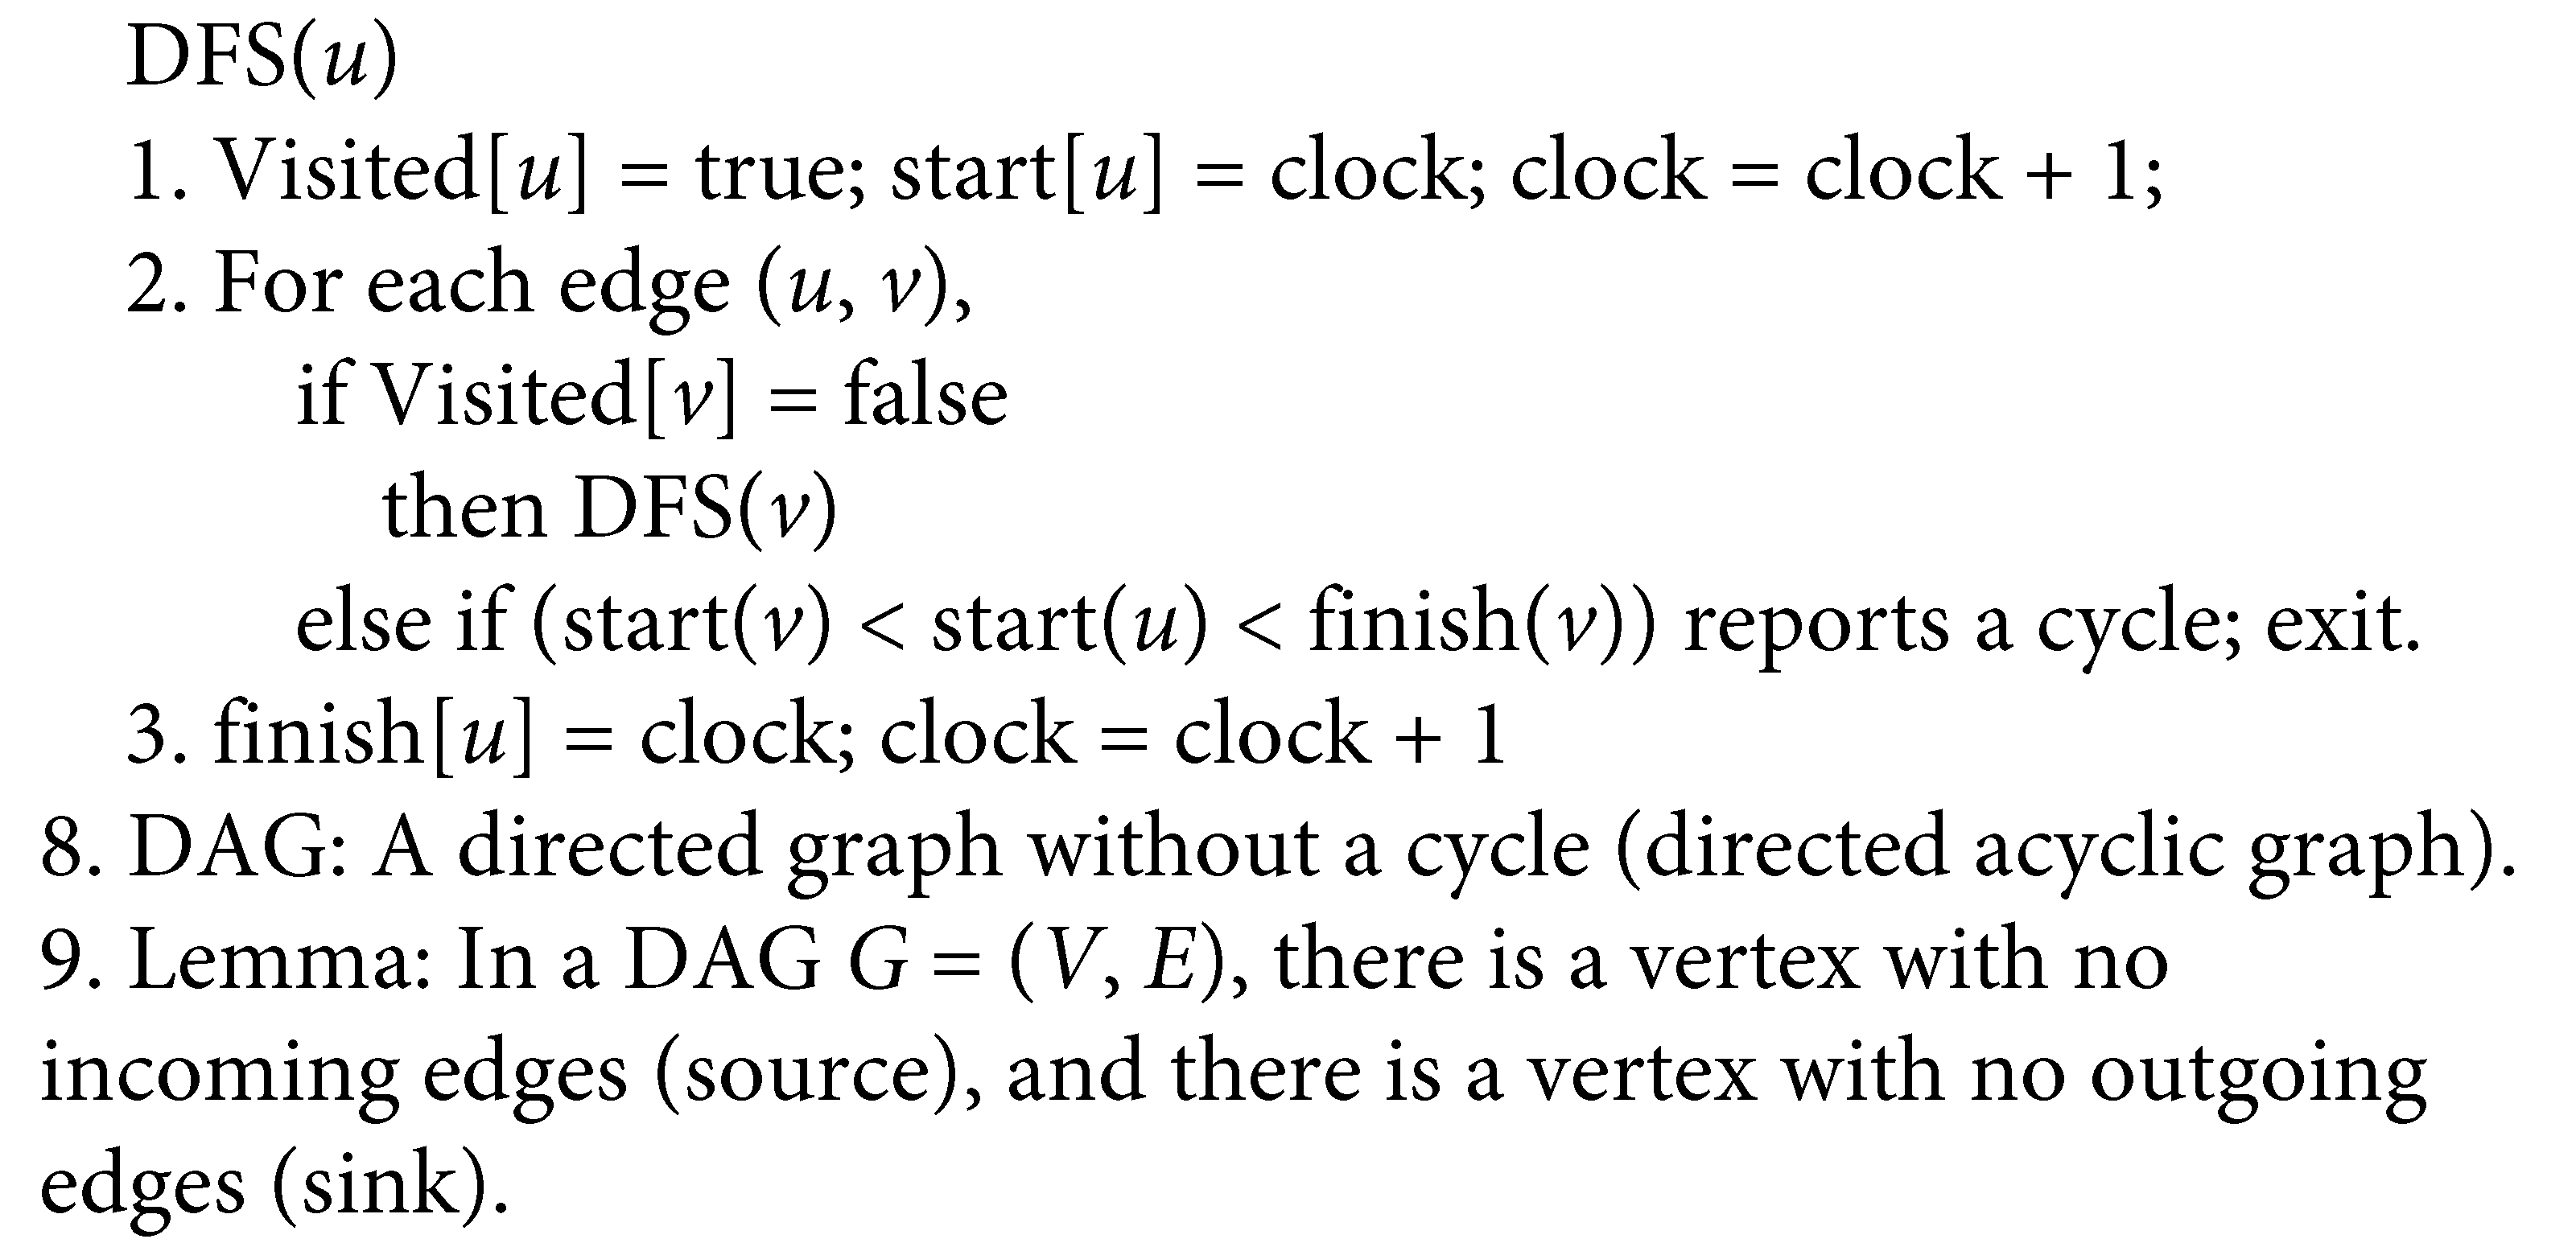 DFS(u)
1. Visited[u] = true; start[u] = clock; clock = clock + 1;
2. For each edge (u, v),
if Visited[v] = false
then DFS(v)
else if (start(v) < start(u) < finish(v)) reports a cycle; exit.
3. finish[u] = clock; clock = clock + 1
8. DAG: A directed graph without a cycle (directed acyclic graph).
9. Lemma: In a DAG G = (V, E), there is a vertex with no
incoming edges (source), and there is a vertex with no outgoing
edges (sink).